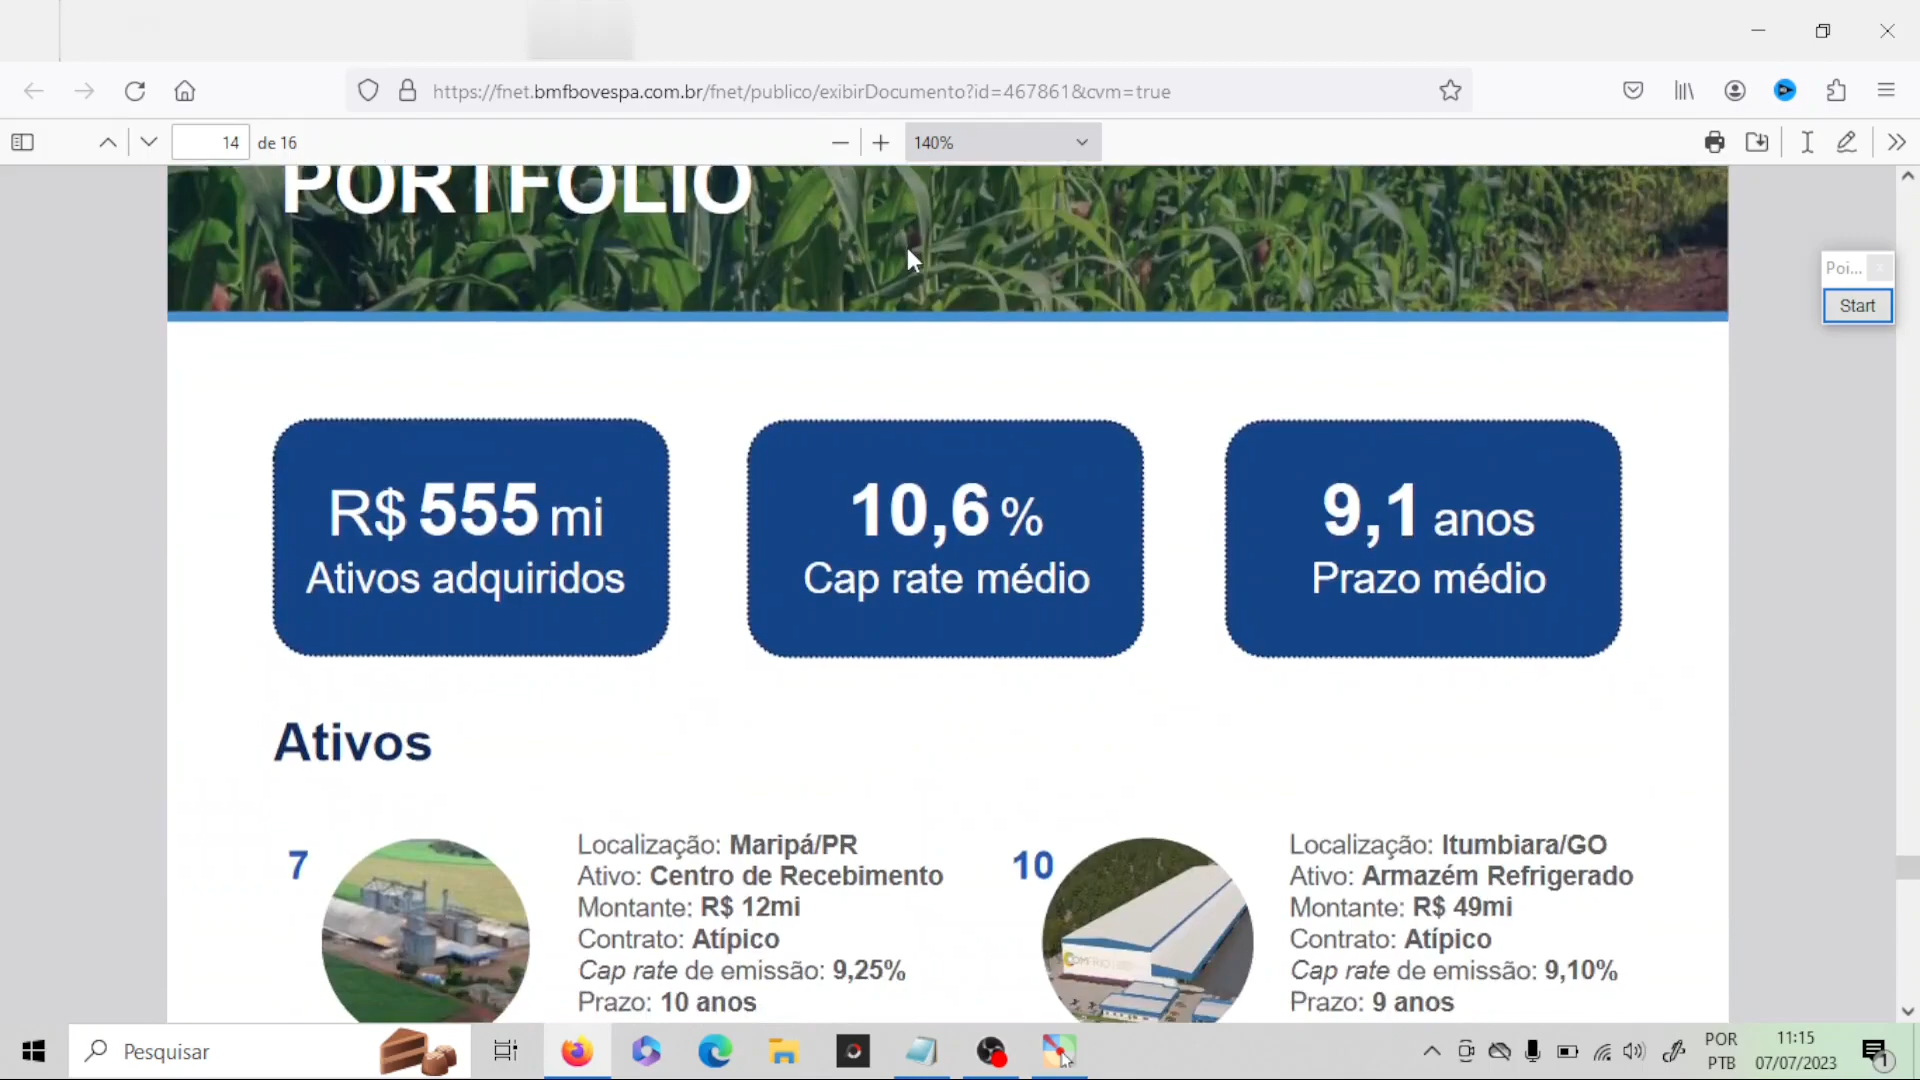 https://fnet.bmfbovespa.com.br/fnet/publico/exibirDocumento?id=467861&cvm=true
14 de 16
140%
PORTFÓLIO
Poi...
Start
R$ 555 mi
Ativos adquiridos
10,6 %
Cap rate médio
9,1 anos
Prazo médio
Ativos
7
Localização: Maripá/PR
Ativo: Centro de Recebimento
Montante: R$ 12mi
Contrato: Atípico
Cap rate de emissão: 9,25%
Prazo: 10 anos
10
Localização: Itumbiara/GO
Ativo: Armazém Refrigerado
Montante: R$ 49mi
Contrato: Atípico
Cap rate de emissão: 9,10%
Prazo: 9 anos
Pesquisar
POR
PTB
11:15
07/07/2023
1